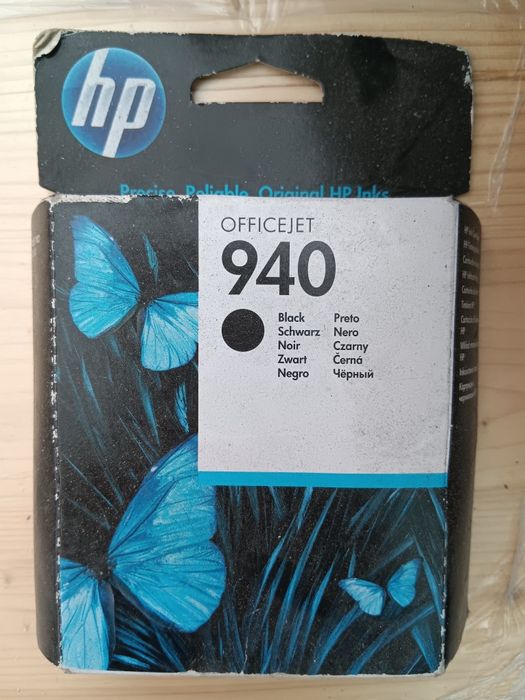 hp
Precise. Reliable. Original HP Inks
OFFICEJET
940
Black Preto
Schwarz Nero
Noir Czarny
Zwart Černá
Negro Чёрный